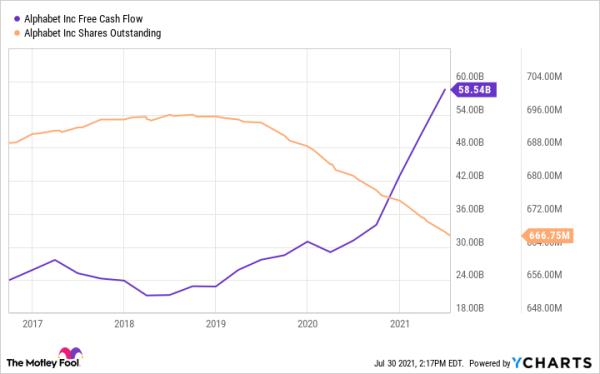 Alphabet Inc Free Cash Flow
Alphabet Inc Shares Outstanding
60.00B 704.00M
58.54B
54.00B 696.00M
48.00B 688.00M
42.00B 680.00M
36.00B 672.00M
666.75M
30.00B
24.00B 656.00M
18.00B 648.00M
2017 2018 2019 2020 2021
The Motley Fool
Jul 30 2021, 2:17PM EDT. Powered by YCHARTS